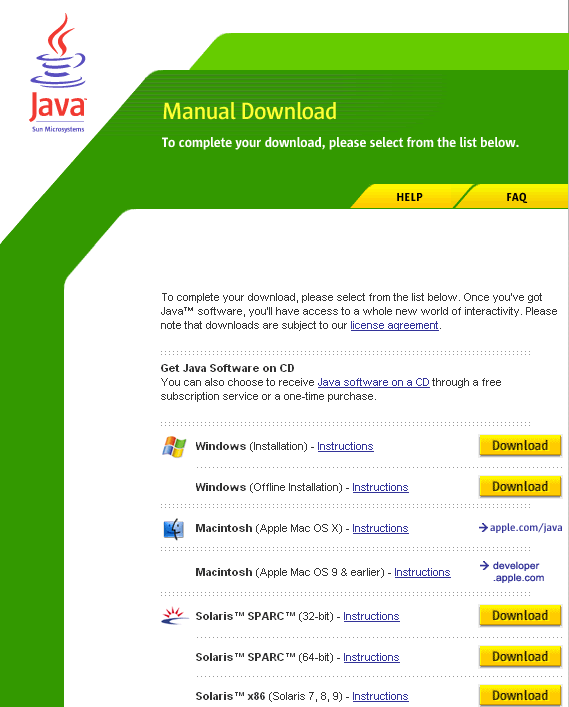 Java™
Sun Microsystems
Manual Download
To complete your download, please select from the list below.
HELP
FAQ
To complete your download, please select from the list below. Once you've got
Java™ software, you'll have access to a whole new world of interactivity. Please
note that downloads are subject to our license agreement.
Get Java Software on CD
You can also choose to receive Java software on a CD through a free
subscription service or a one-time purchase.
Windows (Installation) - Instructions Download
Windows (Offline Installation) - Instructions Download
Macintosh (Apple Mac OS X) - Instructions apple.com/java
Macintosh (Apple Mac OS 9 & earlier) - Instructions developer
.apple.com
Solaris™ SPARC™ (32-bit) - Instructions Download
Solaris™ SPARC™ (64-bit) - Instructions Download
Solaris™ x86 (Solaris 7, 8, 9) - Instructions Download